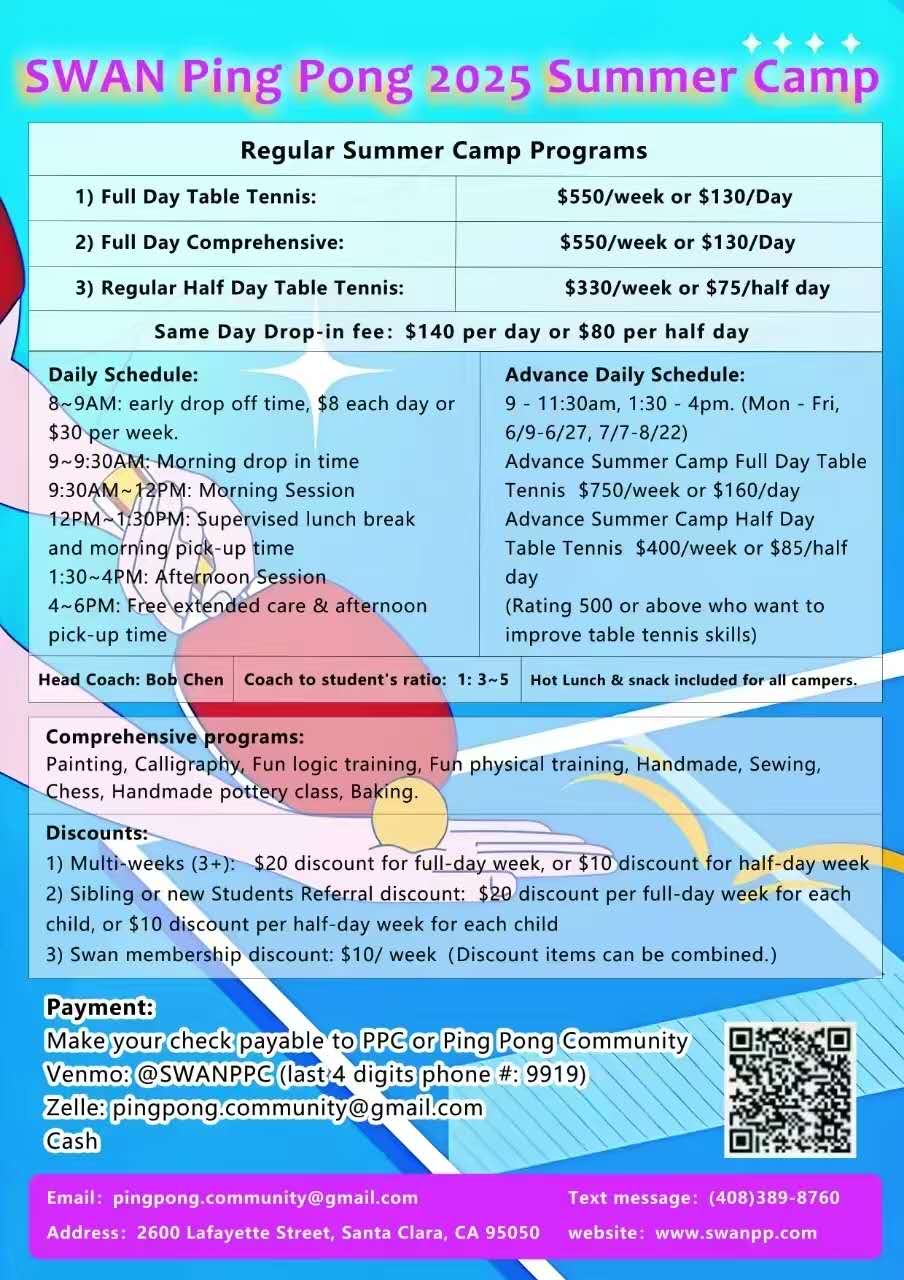 SWAN Ping Pong 2025 Summer Camp
Regular Summer Camp Programs
1) Full Day Table Tennis: $550/week or $130/Day
2) Full Day Comprehensive: $550/week or $130/Day
3) Regular Half Day Table Tennis: $330/week or $75/half day
Same Day Drop-in fee: $140 per day or $80 per half day
Daily Schedule:
8~9AM: early drop off time, $8 each day or
$30 per week.
9~9:30AM: Morning drop in time
9:30AM~12PM: Morning Session
12PM~1:30PM: Supervised lunch break
and morning pick-up time
1:30~4PM: Afternoon Session
4~6PM: Free extended care & afternoon
pick-up time
Advance Daily Schedule:
9 - 11:30am, 1:30 - 4pm. (Mon - Fri,
6/9-6/27, 7/7-8/22)
Advance Summer Camp Full Day Table
Tennis $750/week or $160/day
Advance Summer Camp Half Day
Table Tennis $400/week or $85/half
day
(Rating 500 or above who want to
improve table tennis skills)
Head Coach: Bob Chen
Coach to student's ratio: 1: 3~5
Hot Lunch & snack included for all campers.
Comprehensive programs:
Painting, Calligraphy, Fun logic training, Fun physical training, Handmade, Sewing,
Chess, Handmade pottery class, Baking.
Discounts:
1) Multi-weeks (3+): $20 discount for full-day week, or $10 discount for half-day week
2) Sibling or new Students Referral discount: $20 discount per full-day week for each
child, or $10 discount per half-day week for each child
3) Swan membership discount: $10/ week (Discount items can be combined.)
Payment:
Make your check payable to PPC or Ping Pong Community
Venmo: @SWANPPC (last 4 digits phone #: 9919)
Zelle: pingpong.community@gmail.com
Cash
Email: pingpong.community@gmail.com
Text message: (408)389-8760
Address: 2600 Lafayette Street, Santa Clara, CA 95050
website: www.swanpp.com